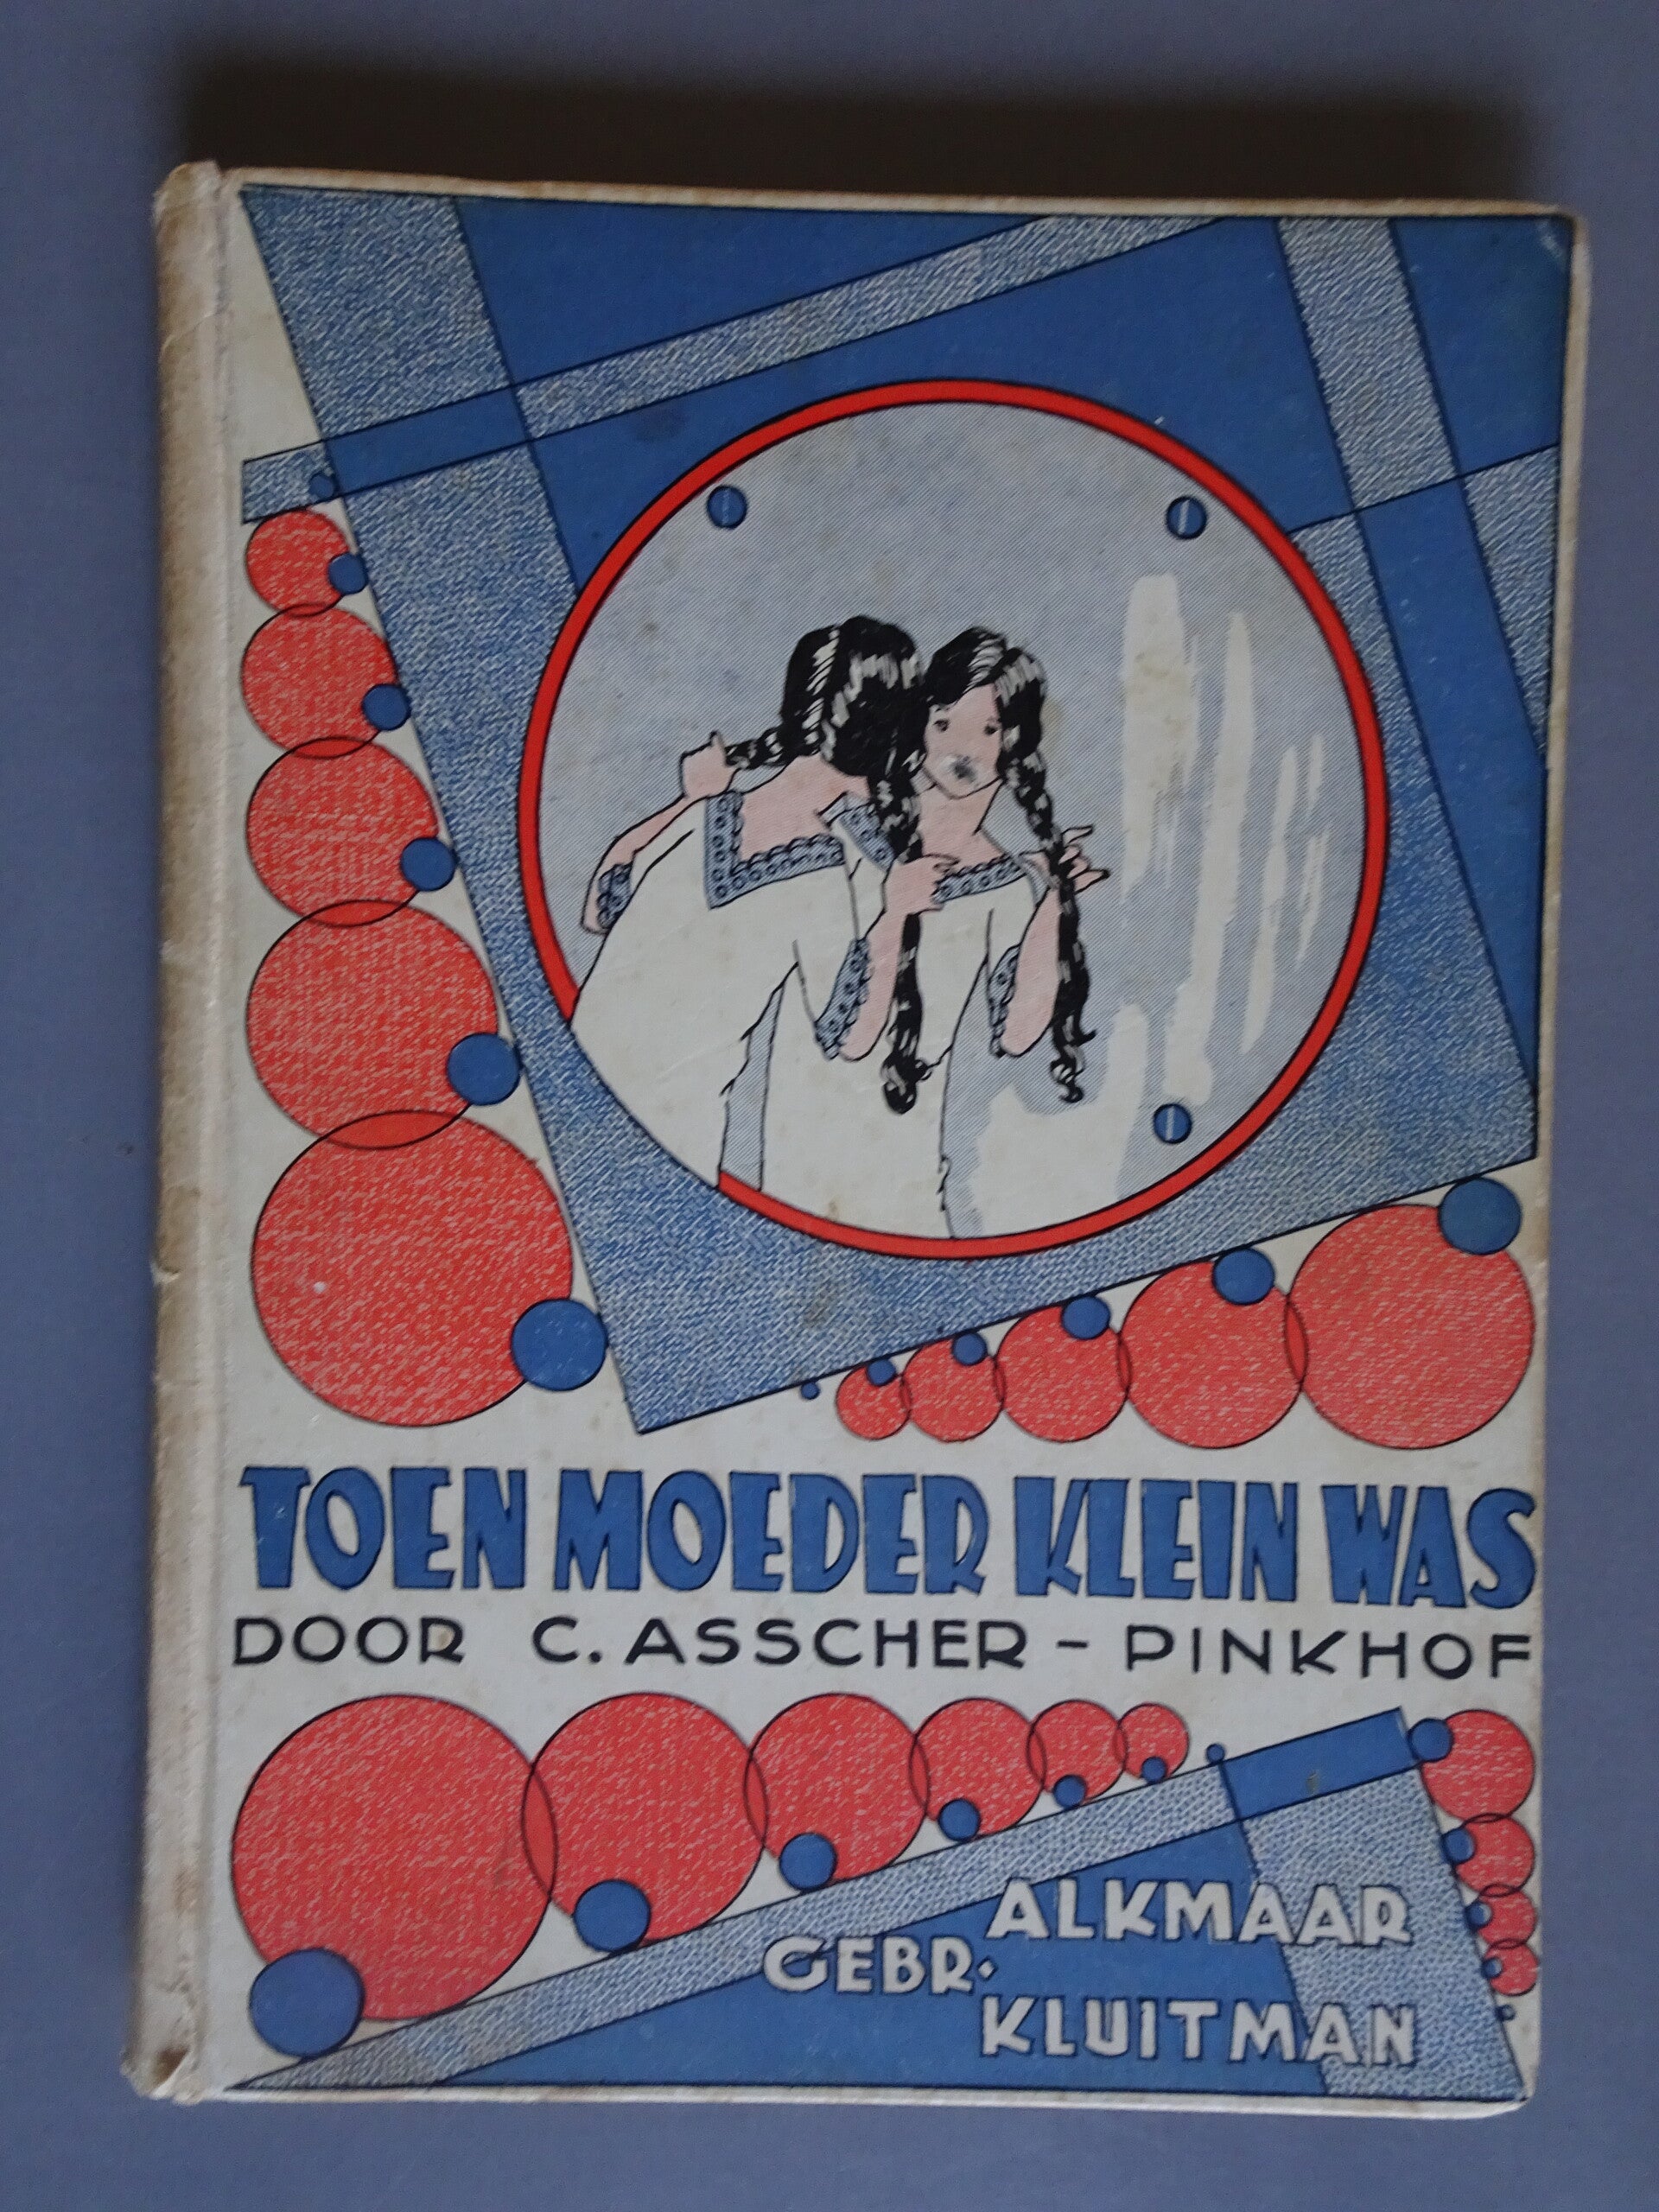 TOEN MOEDER KLEIN WAS
DOOR C. ASSCHER - PINKHOF
ALKMAAR
GEBR.
KLUITMAN